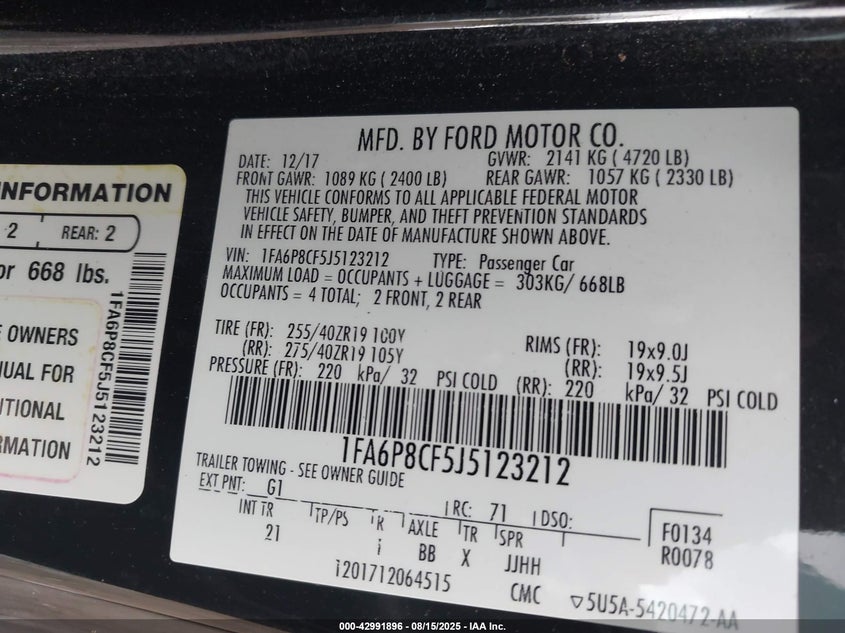 INFORMATION
2 REAR: 2
or 668 lbs.
OWNERS
UAL FOR
ITIONAL
RMATION
1FA6P8CF5J5123212
MFD. BY FORD MOTOR CO.
DATE: 12/17 GVWR: 2141 KG ( 4720 LB)
FRONT GAWR: 1089 KG ( 2400 LB) REAR GAWR: 1057 KG ( 2330 LB)
THIS VEHICLE CONFORMS TO ALL APPLICABLE FEDERAL MOTOR
VEHICLE SAFETY, BUMPER, AND THEFT PREVENTION STANDARDS
IN EFFECT ON THE DATE OF MANUFACTURE SHOWN ABOVE.
VIN: 1FA6P8CF5J5123212 TYPE: Passenger Car
MAXIMUM LOAD = OCCUPANTS + LUGGAGE = 303KG/ 668LB
OCCUPANTS = 4 TOTAL; 2 FRONT, 2 REAR
TIRE (FR): 255/40ZR19 100Y RIMS (FR): 19x9.0J
(RR): 275/40ZR19 105Y (RR): 19x9.5J
PRESSURE (FR): 220 kPa/ 32 PSI COLD (RR): 220 kPa/ 32 PSI COLD
1FA6P8CF5J5123212
TRAILER TOWING - SEE OWNER GUIDE
EXT PNT: G1 RC: 71 DSO: F0134
INT TR TP/PS R AXLE TR SPR R0078
21 i BB X JJHH
i201712064515 CMC ▽5U5A-5420472-AA
000-42991896 - 08/15/2025 - IAAI Inc.